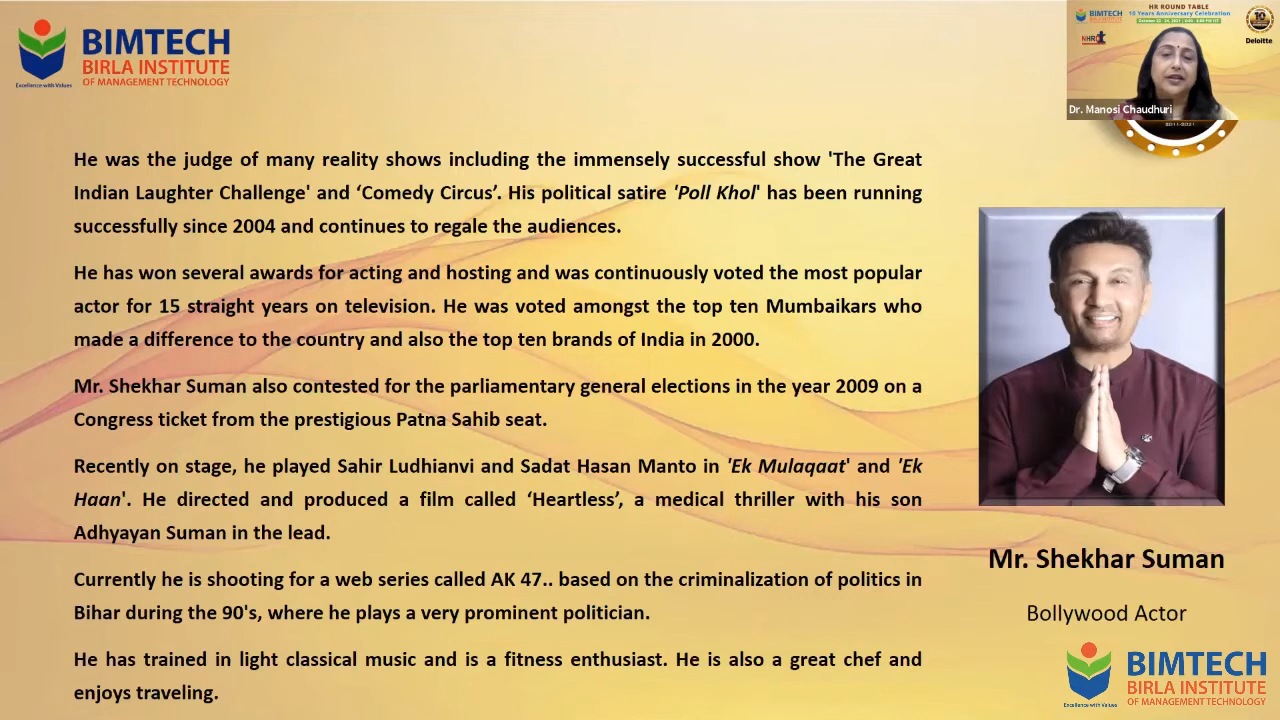 BIMTECH
BIRLA INSTITUTE
OF MANAGEMENT TECHNOLOGY
Excellence with Values
HR ROUND TABLE
10 Years Anniversary Celebration
BIMTECH
NHRC
Deloitte
Dr. Manosi Chaudhuri
2011-2021
He was the judge of many reality shows including the immensely successful show 'The Great
Indian Laughter Challenge' and ‘Comedy Circus’. His political satire 'Poll Khol' has been running
successfully since 2004 and continues to regale the audiences.
He has won several awards for acting and hosting and was continuously voted the most popular
actor for 15 straight years on television. He was voted amongst the top ten Mumbaikars who
made a difference to the country and also the top ten brands of India in 2000.
Mr. Shekhar Suman also contested for the parliamentary general elections in the year 2009 on a
Congress ticket from the prestigious Patna Sahib seat.
Recently on stage, he played Sahir Ludhianvi and Sadat Hasan Manto in 'Ek Mulaqaat' and 'Ek
Haan'. He directed and produced a film called ‘Heartless’, a medical thriller with his son
Adhyayan Suman in the lead.
Currently he is shooting for a web series called AK 47.. based on the criminalization of politics in
Bihar during the 90's, where he plays a very prominent politician.
He has trained in light classical music and is a fitness enthusiast. He is also a great chef and
enjoys traveling.
Mr. Shekhar Suman
Bollywood Actor
BIMTECH
BIRLA INSTITUTE
OF MANAGEMENT TECHNOLOGY
Excellence with Values